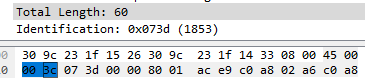 Total Length: 60
Identification: 0x073d (1853)
30 9c 23 1f 15 26 30 9c 23 1f 14 33 08 00 45 00
00 3c 07 3d 00 00 80 01 ac e9 c0 a8 02 a6 c0 a8